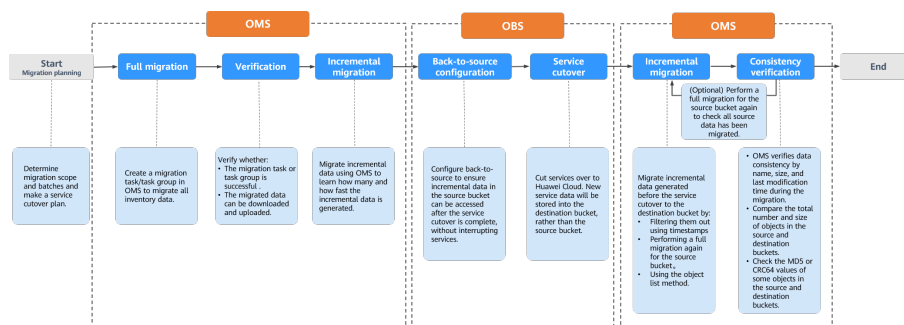 OMS
OBS
OMS
Start
Migration planning
Full migration
Verification
Incremental
migration
Back-to-source
configuration
Service
cutover
Incremental
migration
Consistency
verification
End
(Optional) Perform a
full migration for the
source bucket again
to check all source
data has been
migrated.
Determine
migration scope
and batches and
make a service
cutover plan.
Create a migration
task/task group in
OMS to migrate all
inventory data.
Verify whether:
• The migration task or
task group is
successful .
• The migrated data
can be downloaded
and uploaded.
Migrate incremental
data using OMS to
learn how many and
how fast the
incremental data is
generated.
Configure back-to-
source to ensure
incremental data in
the source bucket
can be accessed
after the service
cutover is complete,
without interrupting
services.
Cut services over to
Huawei Cloud. New
service data will be
stored into the
destination bucket,
rather than the
source bucket.
Migrate incremental
data generated
before the service
cutover to the
destination bucket by:
• Filtering them out
using timestamps
• Performing a full
migration again
for the source
bucket。
• Using the object
list method.
• OMS verifies data
consistency by
name, size, and
last modification
time during the
migration.
• Compare the total
number and size
of objects in the
source and
destination
buckets.
• Check the MD5 or
CRC64 values of
some objects in
the source and
destination
buckets.